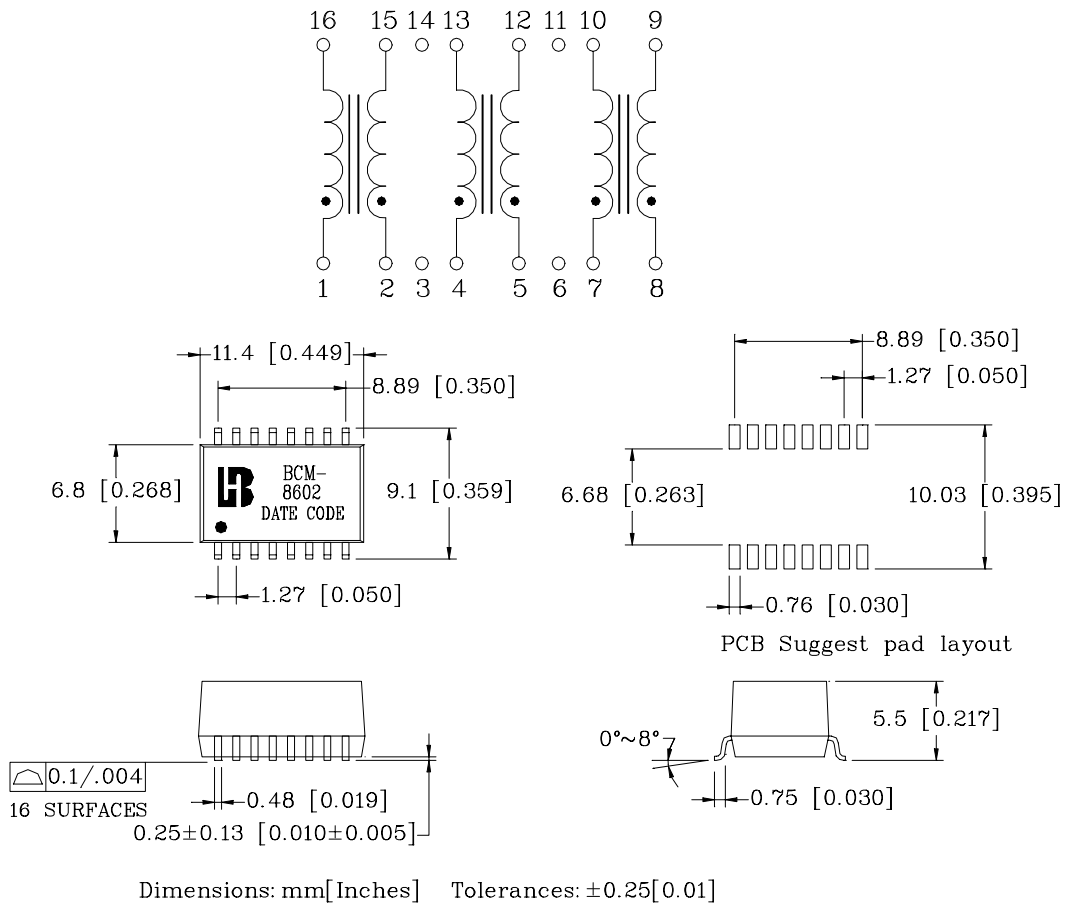 16 15 14 13 12 11 10 9
1 2 3 4 5 6 7 8
11.4 [0.449]
8.89 [0.350]
6.8 [0.268]
BCM-
8602
DATE CODE
9.1 [0.359]
1.27 [0.050]
8.89 [0.350]
1.27 [0.050]
6.68 [0.263]
10.03 [0.395]
0.76 [0.030]
PCB Suggest pad layout
0.1/.004
16 SURFACES
0.48 [0.019]
0.25±0.13 [0.010±0.005]
0°~8°
5.5 [0.217]
0.75 [0.030]
Dimensions: mm[Inches] Tolerances: ±0.25[0.01]